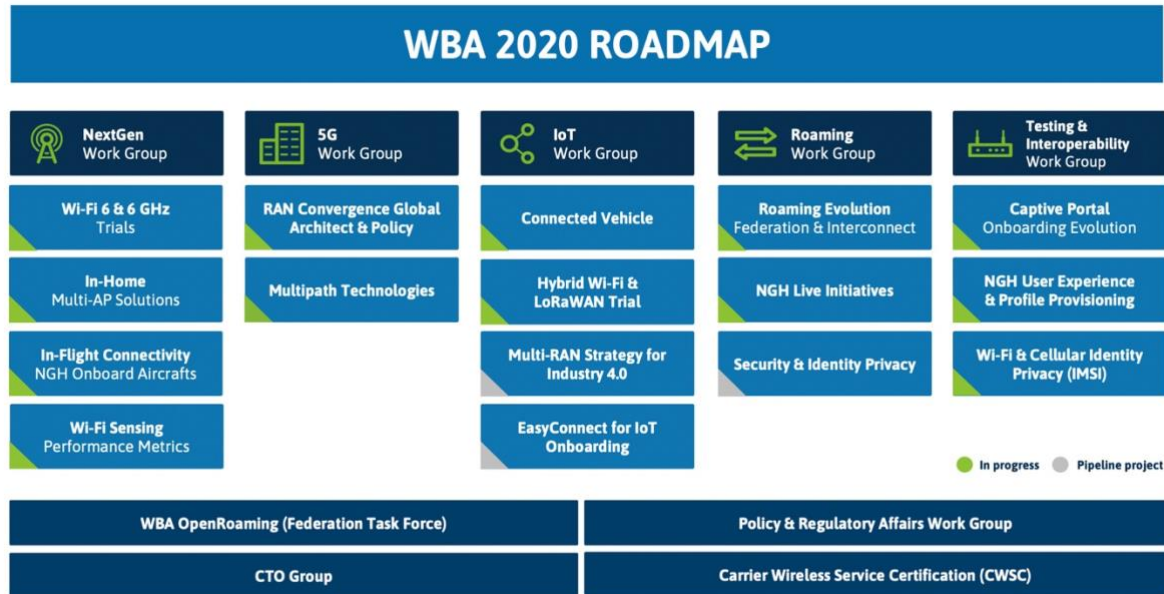 WBA 2020 ROADMAP
NextGen
Work Group
Wi-Fi 6 & 6 GHz
Trials
In-Home
Multi-AP Solutions
In-Flight Connectivity
NGH Onboard Aircrafts
Wi-Fi Sensing
Performance Metrics
5G
Work Group
RAN Convergence Global
Architect & Policy
Multipath Technologies
IoT
Work Group
Connected Vehicle
Hybrid Wi-Fi &
LoRaWAN Trial
Multi-RAN Strategy for
Industry 4.0
EasyConnect for IoT
Onboarding
Roaming
Work Group
Roaming Evolution
Federation & Interconnect
NGH Live Initiatives
Security & Identity Privacy
Testing &
Interoperability
Work Group
Captive Portal
Onboarding Evolution
NGH User Experience
& Profile Provisioning
Wi-Fi & Cellular Identity
Privacy (IMSI)
In progress
Pipeline project
WBA OpenRoaming (Federation Task Force)
Policy & Regulatory Affairs Work Group
CTO Group
Carrier Wireless Service Certification (CWSC)